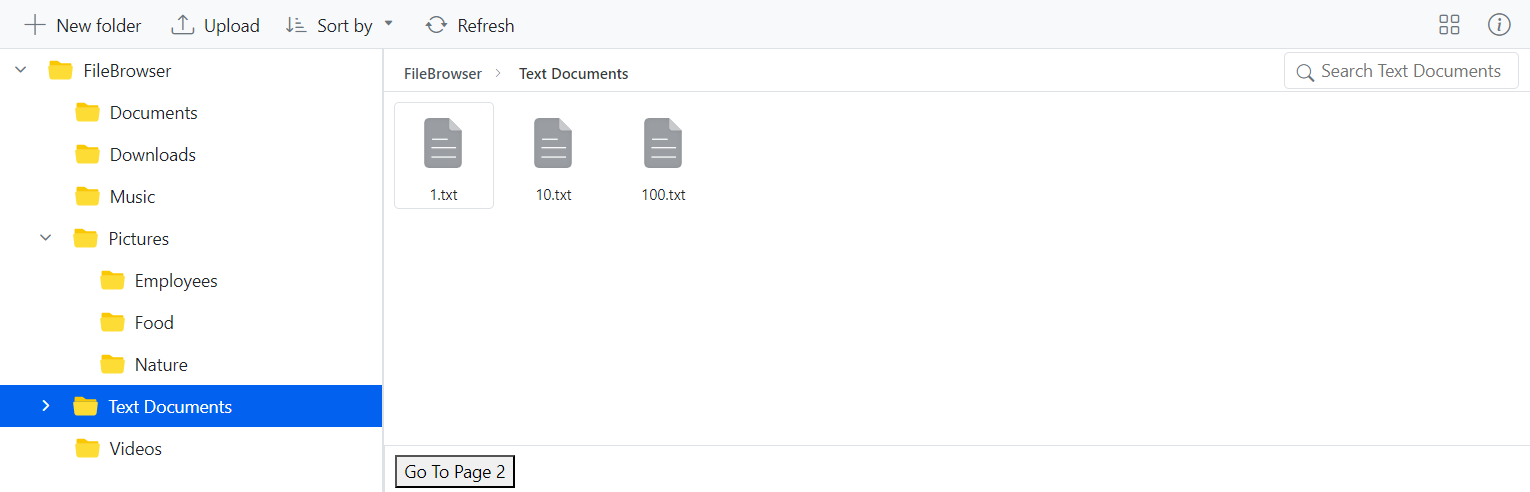 New folder Upload Sort by Refresh
FileBrowser
Documents
Downloads
Music
Pictures
Employees
Food
Nature
Text Documents
Videos
FileBrowser > Text Documents
Search Text Documents
1.txt 10.txt 100.txt
Go To Page 2